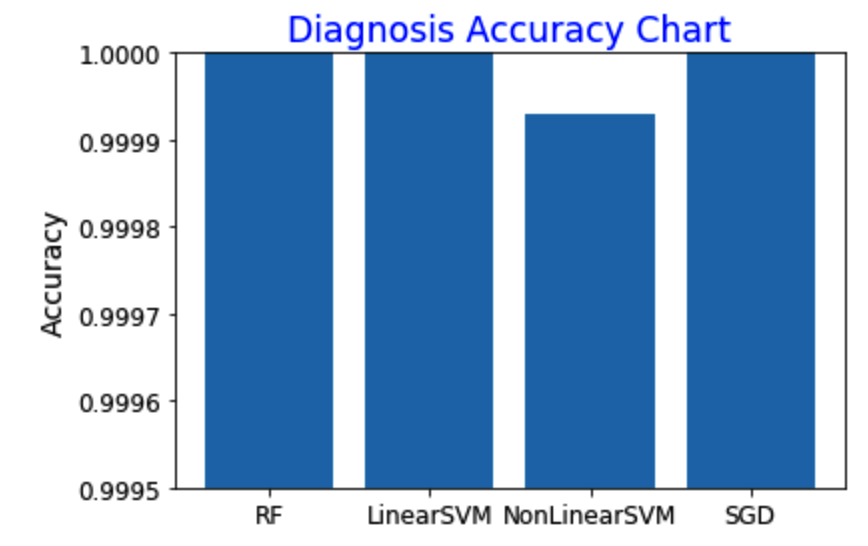 Diagnosis Accuracy Chart
1.0000
0.9999
0.9998
0.9997
0.9996
0.9995
Accuracy
RF LinearSVM NonLinearSVM SGD